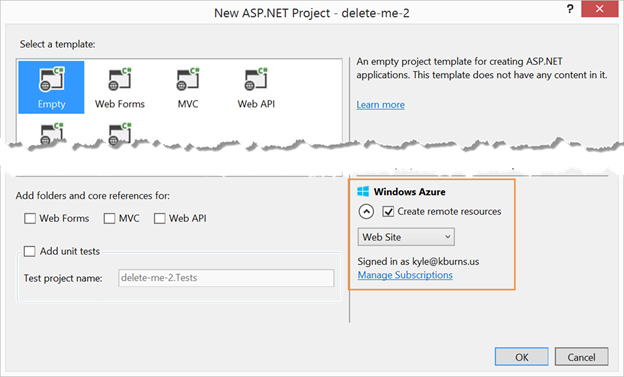 New ASP.NET Project - delete-me-2
?
Select a template:
Empty
Web Forms
MVC
Web API
An empty project template for creating ASP.NET
applications. This template does not have any content in it.
Learn more
Add folders and core references for:
Web Forms
MVC
Web API
Add unit tests
Test project name:
delete-me-2.Tests
Windows Azure
Create remote resources
Web Site
Signed in as kyle@kburns.us
Manage Subscriptions
OK
Cancel